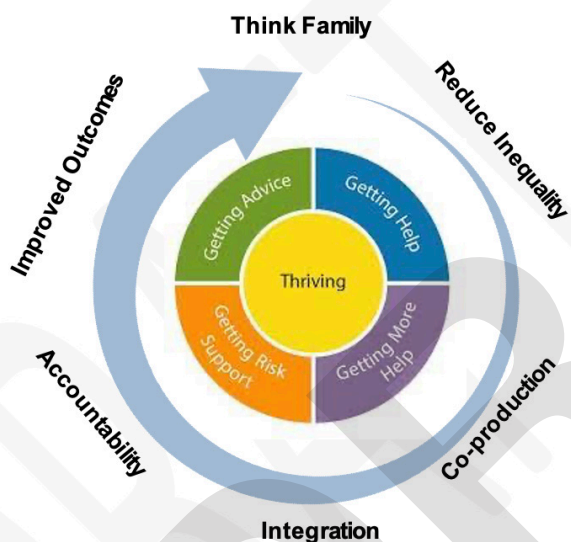 Think Family
Reduce Inequality
Co-production
Integration
Accountability
Improved Outcomes
Getting Advice
Getting Help
Thriving
Getting Risk
Support
Getting More
Help